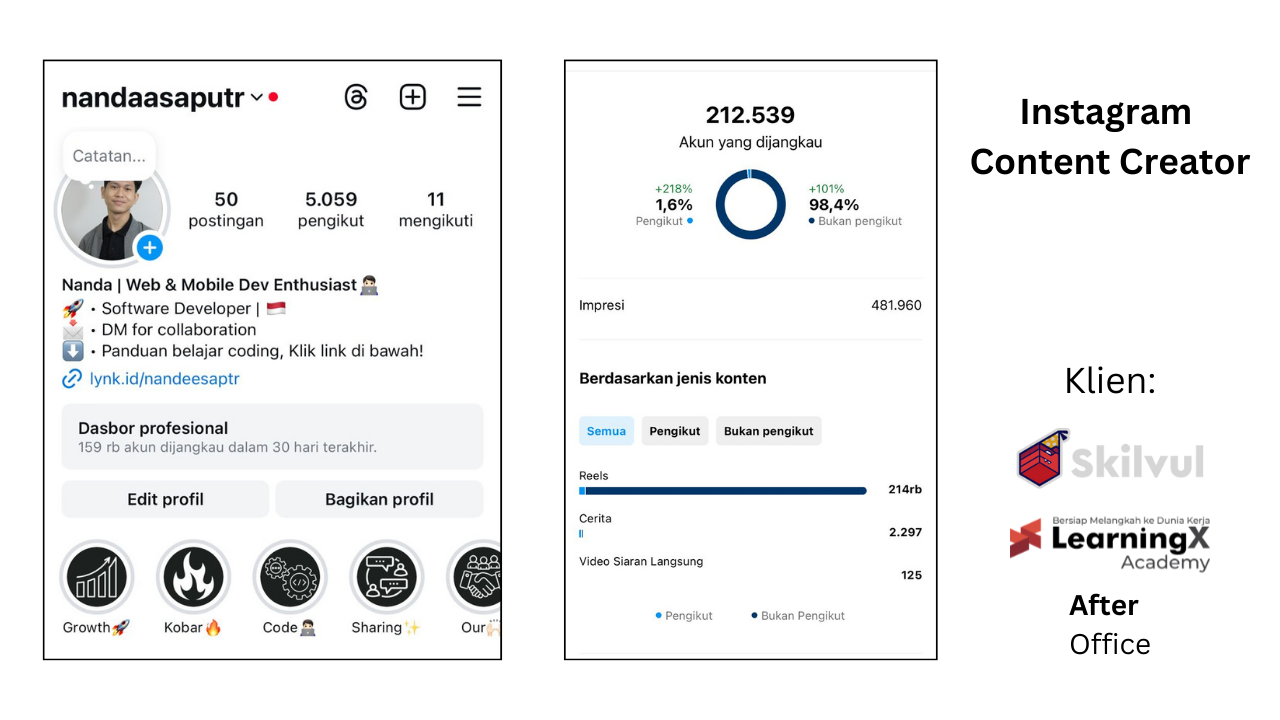 nandaasaputr
Catatan...
50 5.059 11
postingan pengikut mengikuti
Nanda | Web & Mobile Dev Enthusiast👨🏻‍💻
🚀 • Software Developer | 🇮🇩
📩 • DM for collaboration
⬇️ • Panduan belajar coding, Klik link di bawah!
lynk.id/nandeesaptr
Dasbor profesional
159 rb akun dijangkau dalam 30 hari terakhir.
Edit profil Bagikan profil
Growth🚀 Kobar🔥 Code👨🏻‍💻 Sharing✨ Our🙌🏻
212.539
Akun yang dijangkau
+218% +101%
1,6% 98,4%
Pengikut Bukan pengikut
Impresi 481.960
Berdasarkan jenis konten
Semua Pengikut Bukan pengikut
Reels
214rb
Cerita
2.297
Video Siaran Langsung
125
Pengikut Bukan Pengikut
Instagram
Content Creator
Klien:
Skilvul
Bersiap Melangkah ke Dunia Kerja
LearningX
Academy
After
Office